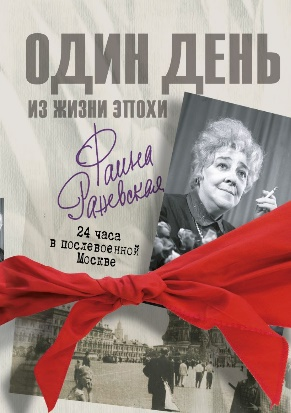 ОДИН ДЕНЬ
ИЗ ЖИЗНИ ЭПОХИ
Фаина
Раневская
24 часа
в послевоенной
Москве